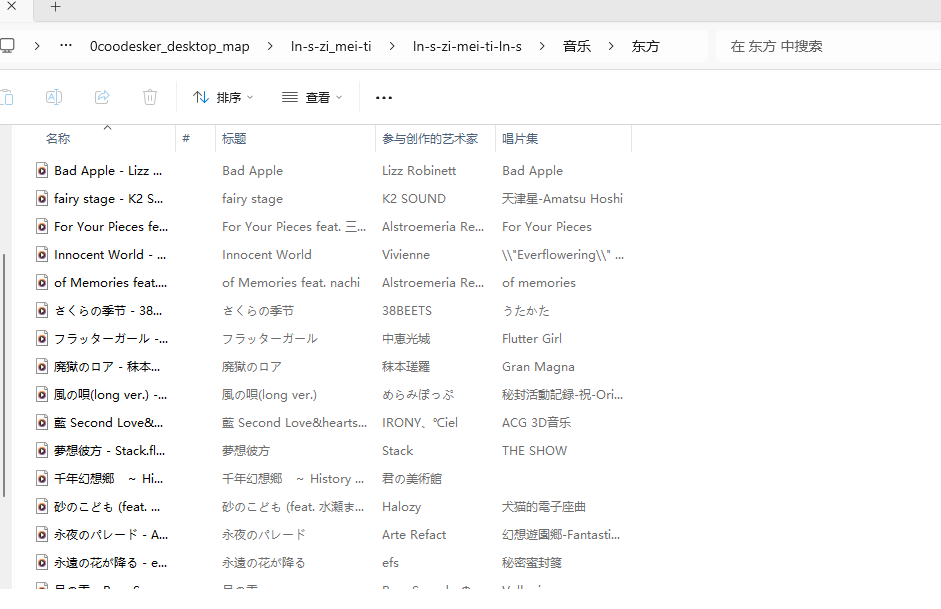 0coodesker_desktop_map > ln-s-zi_mei-ti > ln-s-zi-mei-ti-ln-s > 音乐 > 东方 在 东方 中搜索
排序 查看
名称 # 标题 参与创作的艺术家 唱片集
Bad Apple - Lizz ... Bad Apple Lizz Robinett Bad Apple
fairy stage - K2 S... fairy stage K2 SOUND 天津星-Amatsu Hoshi
For Your Pieces fe... For Your Pieces feat. 三... Alstroemeria Re... For Your Pieces
Innocent World - ... Innocent World Vivienne \\"Everflowering\\" ...
of Memories feat.... of Memories feat. nachi Alstroemeria Re... of memories
さくらの季节 - 38... さくらの季节 38BEETS うたかた
フラッターガール -... フラッターガール 中恵光城 Flutter Girl
廃獄のロア - 秣本... 廃獄のロア 秣本瑳羅 Gran Magna
風の唄(long ver.) -... 風の唄(long ver.) めらみぽっぷ 秘封活動記録-祝-Ori...
藍 Second Love&... 藍 Second Love&hearts... IRONY、℃iel ACG 3D音乐
夢想彼方 - Stack.fl... 夢想彼方 Stack THE SHOW
千年幻想郷 ~ Hi... 千年幻想郷 ~ History ... 君の美術館
砂のこども (feat. ... 砂のこども (feat. 水瀬ま... Halozy 犬猫的電子座曲
永夜のパレード - A... 永夜のパレード Arte Refact 幻想遊園郷-Fantasti...
永遠の花が降る - e... 永遠の花が降る efs 秘密蜜封箋